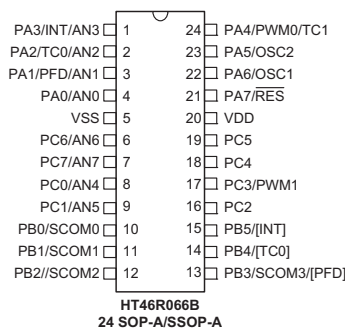 PA3/INT/AN3 1 24 PA4/PWM0/TC1
PA2/TC0/AN2 2 23 PA5/OSC2
PA1/PFD/AN1 3 22 PA6/OSC1
PA0/AN0 4 21 PA7/RES
VSS 5 20 VDD
PC6/AN6 6 19 PC5
PC7/AN7 7 18 PC4
PC0/AN4 8 17 PC3/PWM1
PC1/AN5 9 16 PC2
PB0/SCOM0 10 15 PB5/[INT]
PB1/SCOM1 11 14 PB4/[TC0]
PB2//SCOM2 12 13 PB3/SCOM3/[PFD]
HT46R066B
24 SOP-A/SSOP-A